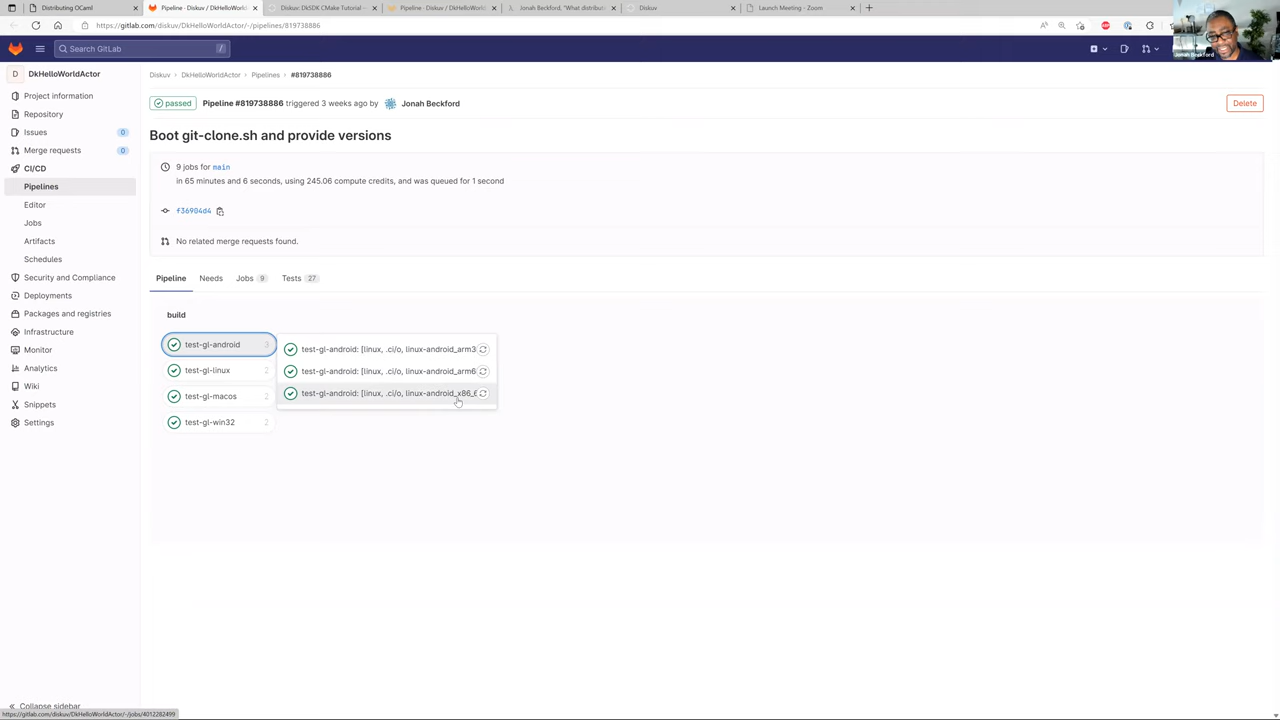 Distributing OCaml
Pipeline · Diskuv / DkHelloWorld
Diskuv. DkSDK CMake Tutorial –
Pipeline · Diskuv / DkHelloWorld
Jonah Beckford, "What distribut
Diskuv
Launch Meeting - Zoom
https://gitlab.com/diskuv/DkHelloWorldActor/-/pipelines/819738886
Search GitLab
/
Jonah Beckford
D
DkHelloWorldActor
Project information
Repository
Issues 0
Merge requests 0
CI/CD
Pipelines
Editor
Jobs
Artifacts
Schedules
Security and Compliance
Deployments
Packages and registries
Infrastructure
Monitor
Analytics
Wiki
Snippets
Settings
Collapse sidebar
Diskuv › DkHelloWorldActor › Pipelines › #819738886
passed Pipeline #819738886 triggered 3 weeks ago by Jonah Beckford
Delete
Boot git-clone.sh and provide versions
9 jobs for main
in 65 minutes and 6 seconds, using 245.06 compute credits, and was queued for 1 second
f36904d4
No related merge requests found.
Pipeline Needs Jobs 9 Tests 27
build
test-gl-android 3
test-gl-linux 2
test-gl-macos 2
test-gl-win32 2
test-gl-android: [linux, .ci/o, linux-android_arm3
test-gl-android: [linux, .ci/o, linux-android_arm6
test-gl-android: [linux, .ci/o, linux-android_x86_6
https://gitlab.com/diskuv/DkHelloWorldActor/-/jobs/4012282499